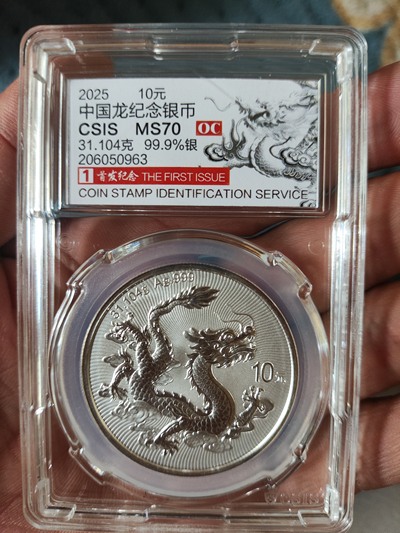 2025 10元
中国龙纪念银币
CSIS MS70 OC
31.104克 99.9%银
206050963
1 首发纪念 THE FIRST ISSUE
COIN STAMP IDENTIFICATION SERVICE
31.104g Ag.999
10元